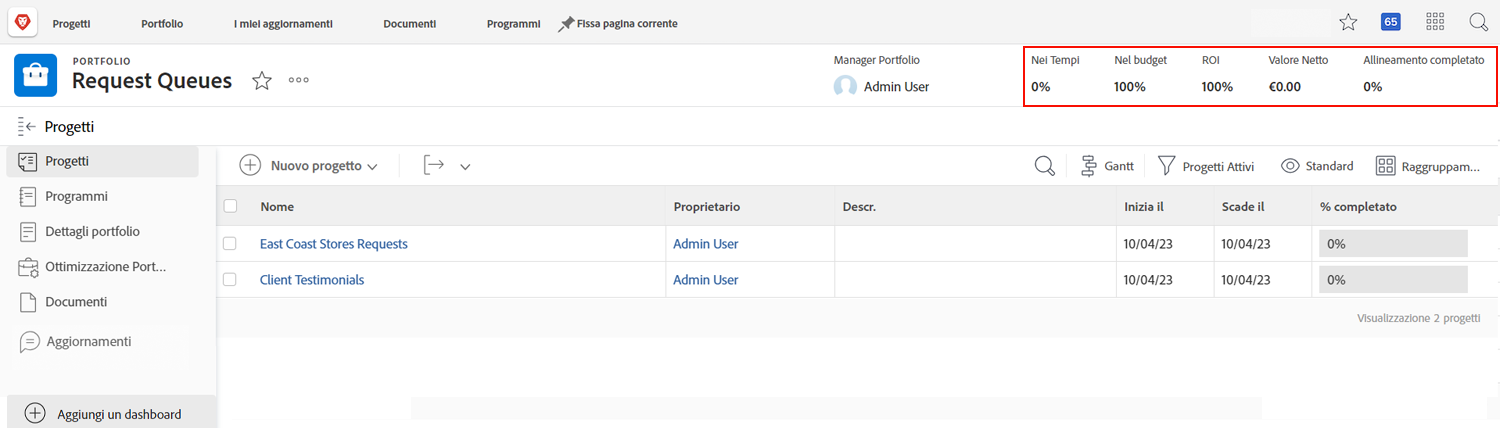 Progetti Portfolio I miei aggiornamenti Documenti Programmi Fissa pagina corrente 65
PORTFOLIO
Request Queues
Manager Portfolio Nei Tempi Nel budget ROI Valore Netto Allineamento completato
Admin User 0% 100% 100% €0.00 0%
Progetti
Progetti
Programmi
Dettagli portfolio
Ottimizzazione Port...
Documenti
Aggiornamenti
Aggiungi un dashboard
Nuovo progetto Gantt Progetti Attivi Standard Raggruppam...
Nome Proprietario Descr. Inizia il Scade il % completato
East Coast Stores Requests Admin User 10/04/23 10/04/23 0%
Client Testimonials Admin User 10/04/23 10/04/23 0%
Visualizzazione 2 progetti